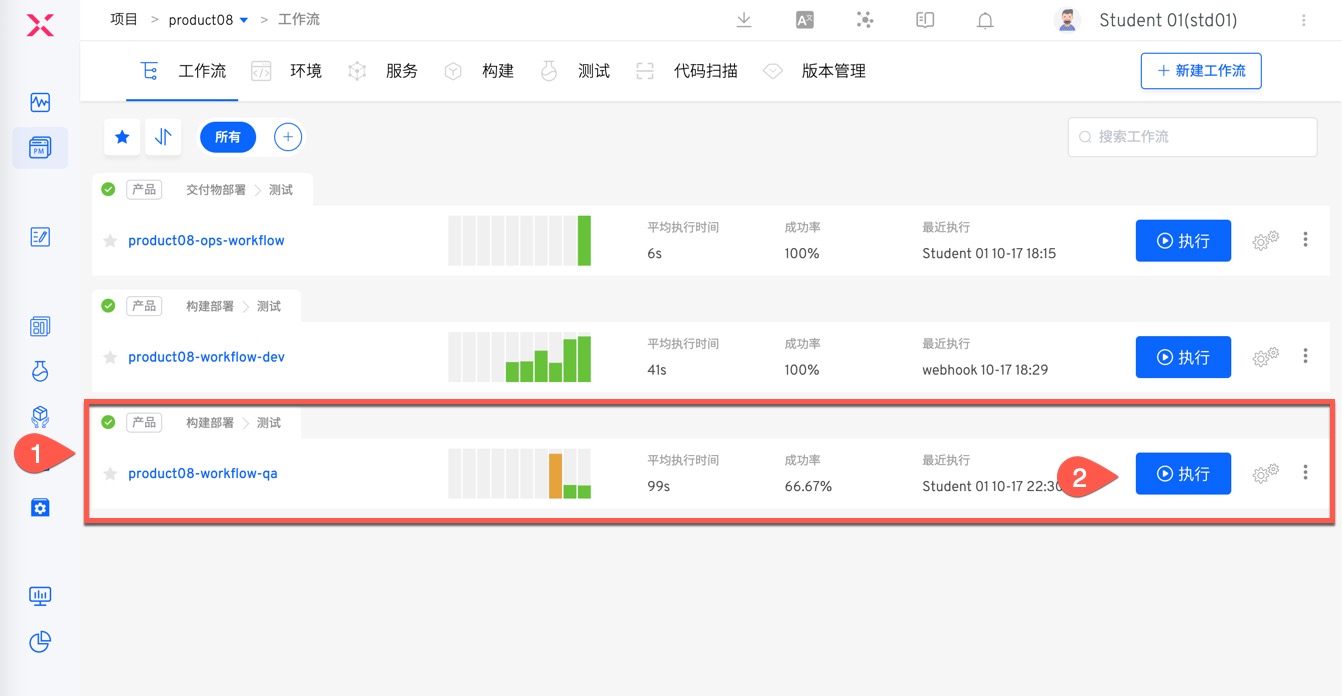 项目 > product08 > 工作流
Student 01(std01)
工作流 环境 服务 构建 测试 代码扫描 版本管理
+ 新建工作流
所有
搜索工作流
产品 交付物部署 > 测试
product08-ops-workflow
平均执行时间 成功率 最近执行
6s 100% Student 01 10-17 18:15
执行
产品 构建部署 > 测试
product08-workflow-dev
平均执行时间 成功率 最近执行
41s 100% webhook 10-17 18:29
执行
产品 构建部署 > 测试
1
product08-workflow-qa
平均执行时间 成功率 最近执行
99s 66.67% Student 01 10-17 22:30
2
执行
PM